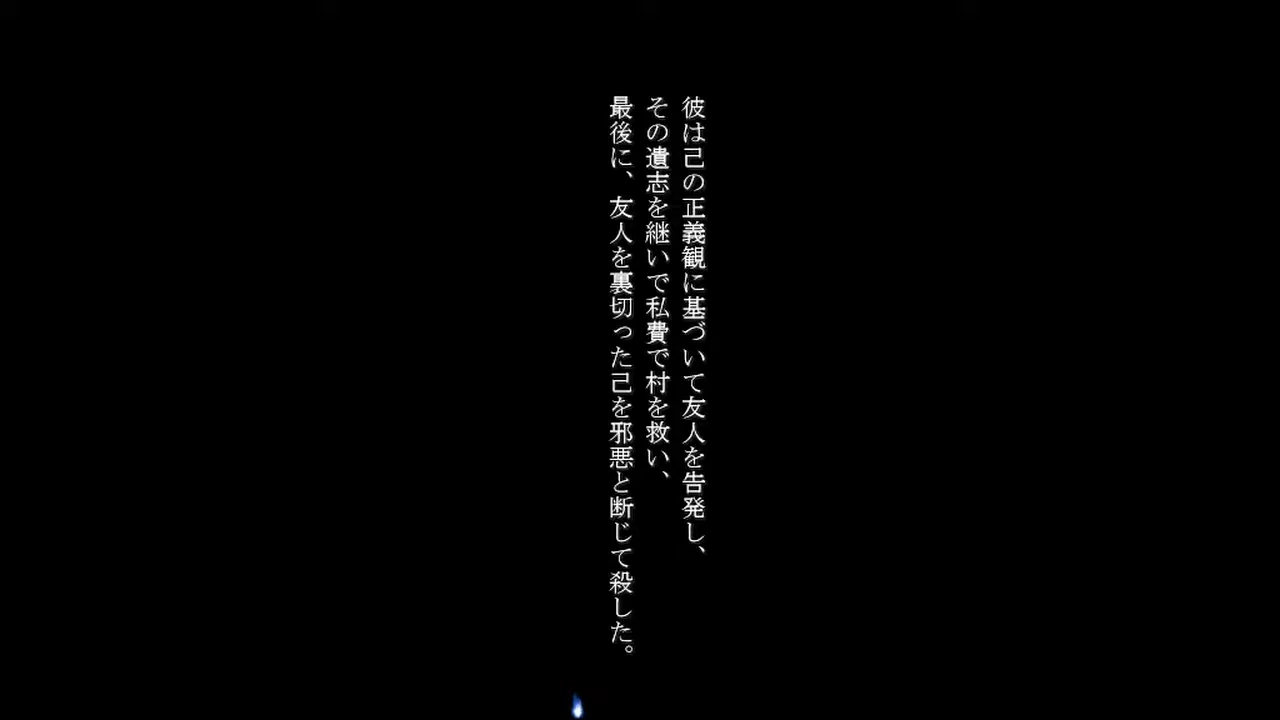 彼は己の正義観に基づいて友人を告発し、
その遺志を継いで私費で村を救い、
最後に、友人を裏切った己を邪悪と断じて殺した。